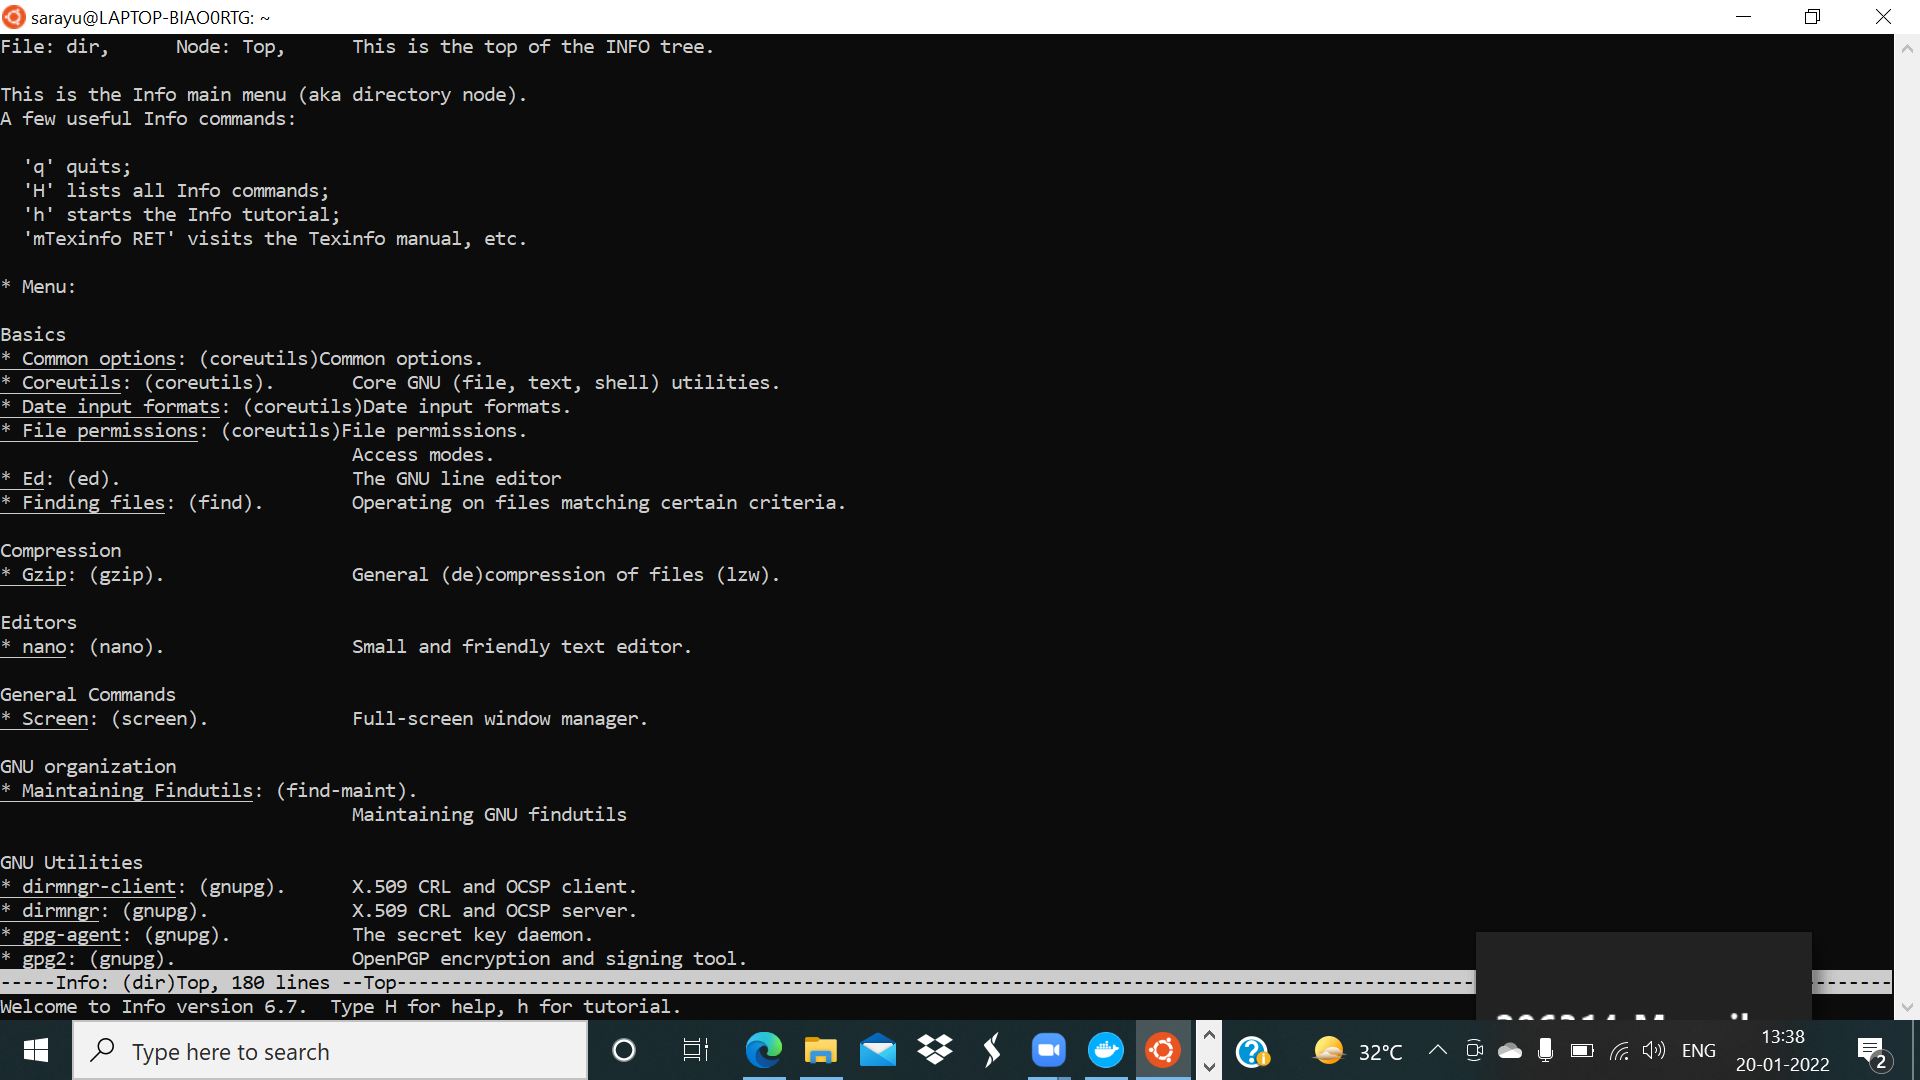 sarayu@LAPTOP-BIAO0RTG: ~
File: dir,      Node: Top,      This is the top of the INFO tree.
This is the Info main menu (aka directory node).
A few useful Info commands:
'q' quits;
'H' lists all Info commands;
'h' starts the Info tutorial;
'mTexinfo RET' visits the Texinfo manual, etc.
* Menu:
Basics
* Common options: (coreutils)Common options.
* Coreutils: (coreutils).       Core GNU (file, text, shell) utilities.
* Date input formats: (coreutils)Date input formats.
* File permissions: (coreutils)File permissions.
Access modes.
* Ed: (ed).                     The GNU line editor
* Finding files: (find).        Operating on files matching certain criteria.
Compression
* Gzip: (gzip).                 General (de)compression of files (lzw).
Editors
* nano: (nano).                 Small and friendly text editor.
General Commands
* Screen: (screen).             Full-screen window manager.
GNU organization
* Maintaining Findutils: (find-maint).
Maintaining GNU findutils
GNU Utilities
* dirmngr-client: (gnupg).      X.509 CRL and OCSP client.
* dirmngr: (gnupg).             X.509 CRL and OCSP server.
* gpg-agent: (gnupg).           The secret key daemon.
* gpg2: (gnupg).                OpenPGP encryption and signing tool.
-----Info: (dir)Top, 180 lines --Top-----
Welcome to Info version 6.7.  Type H for help, h for tutorial.
Type here to search
32°C
ENG
13:38
20-01-2022
2